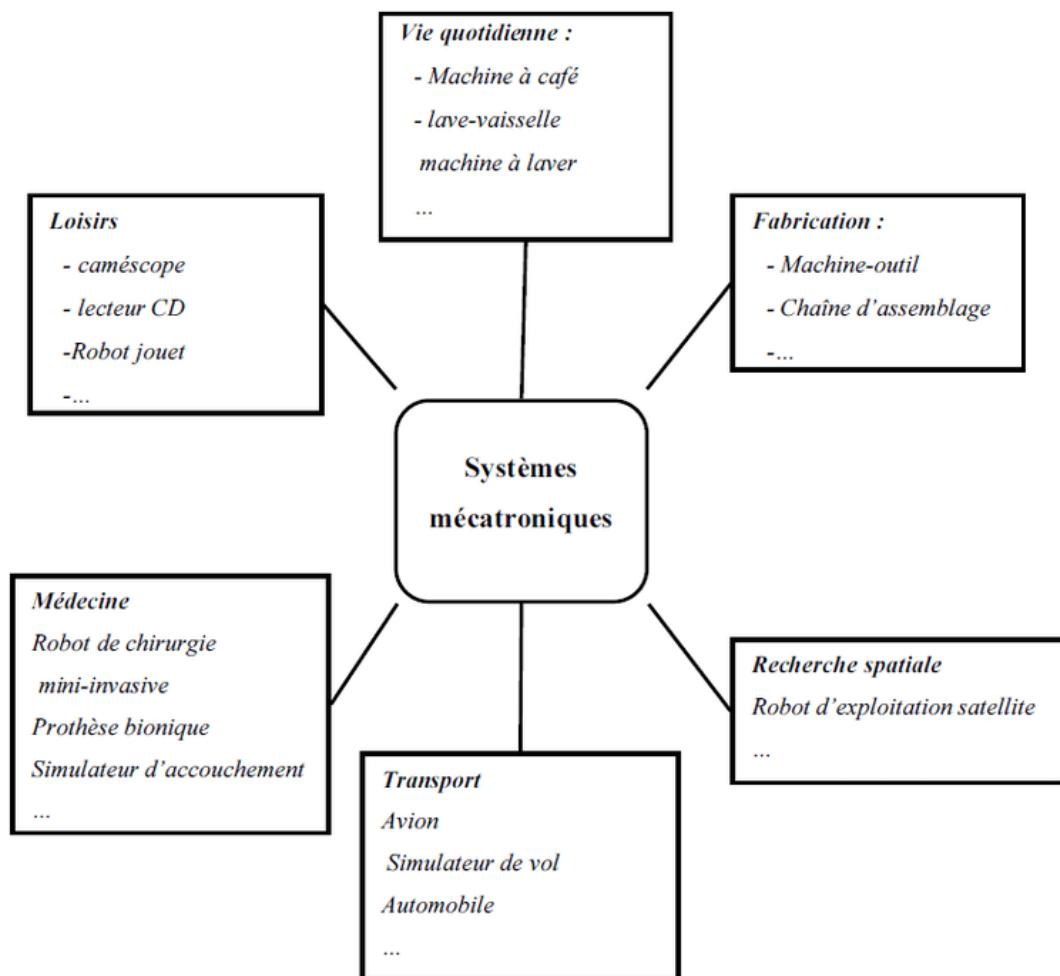 Vie quotidienne :
- Machine à café
- lave-vaisselle
machine à laver
...
Loisirs
- caméscope
- lecteur CD
-Robot jouet
-...
Fabrication :
- Machine-outil
- Chaîne d'assemblage
-...
Systèmes
mécatroniques
Médecine
Robot de chirurgie
mini-invasive
Prothèse bionique
Simulateur d'accouchement
...
Recherche spatiale
Robot d'exploitation satellite
...
Transport
Avion
Simulateur de vol
Automobile
...